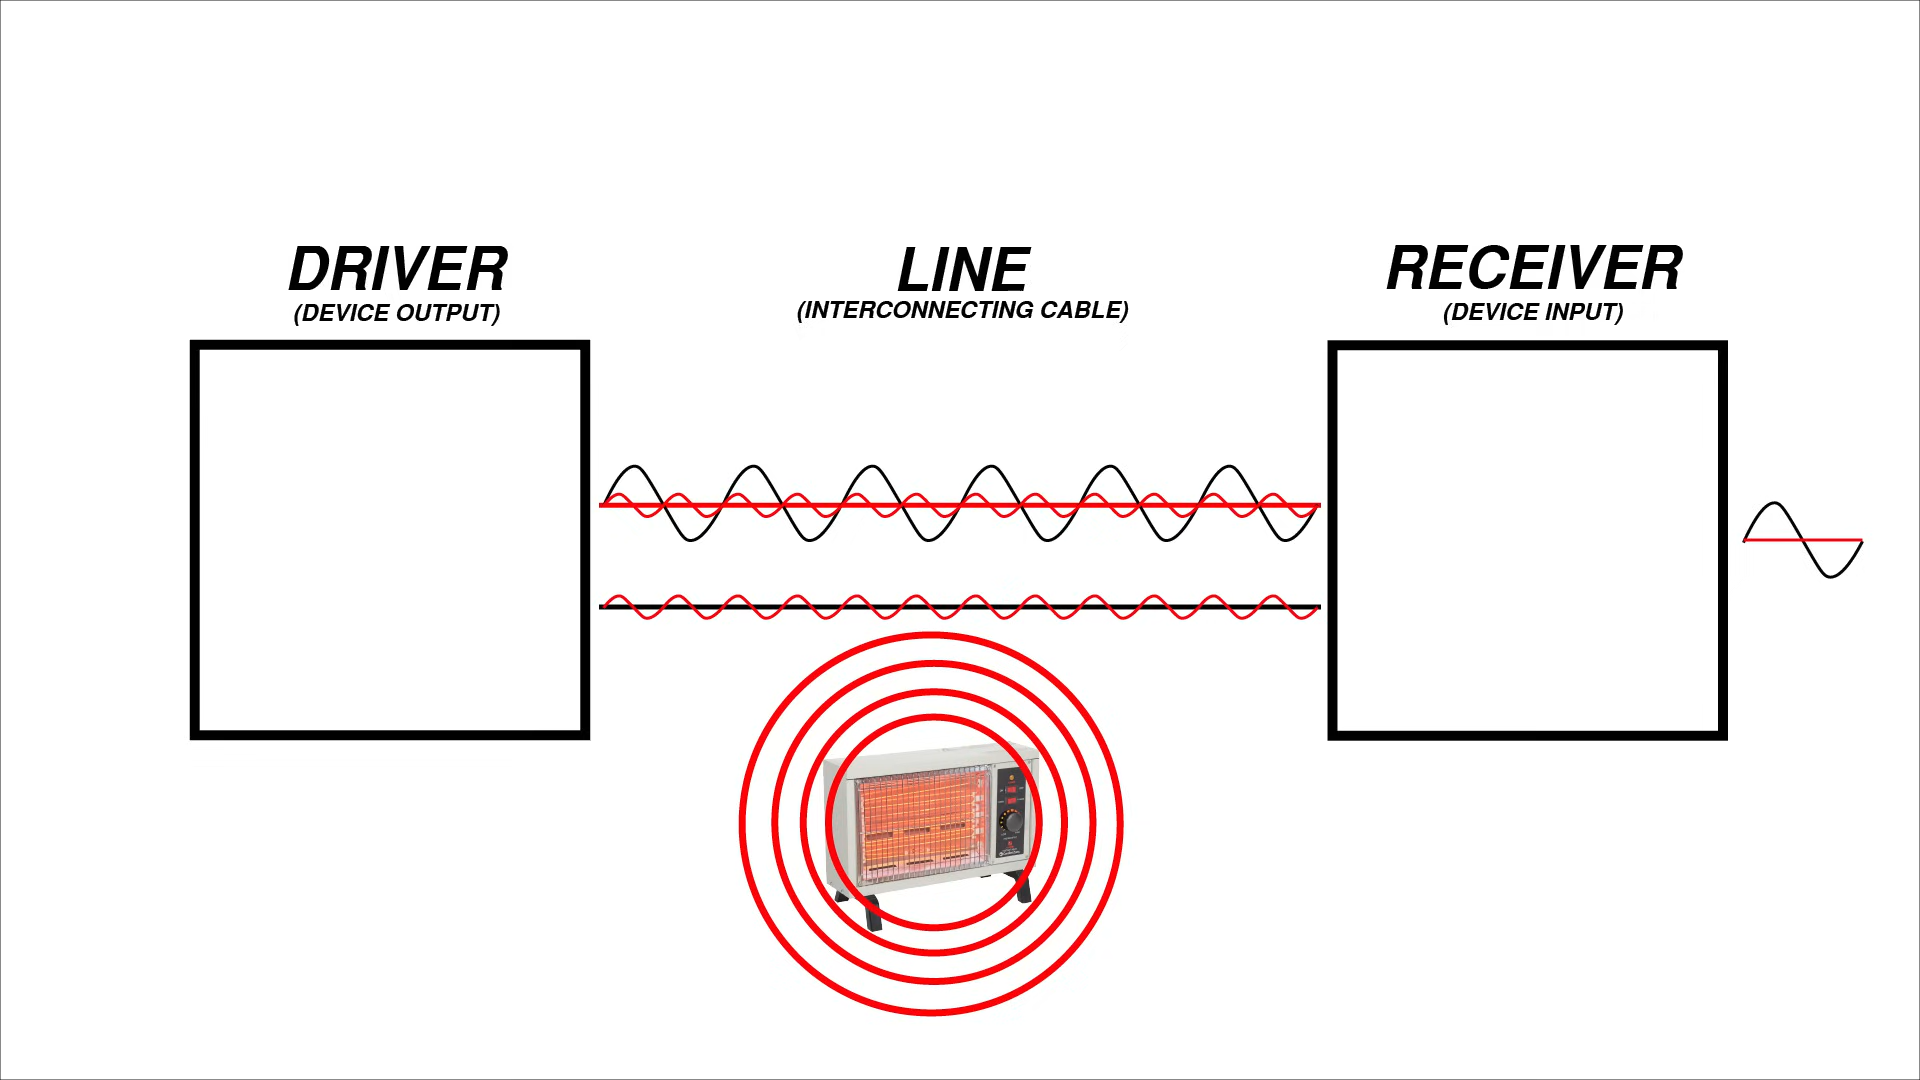 DRIVER
(DEVICE OUTPUT)
LINE
(INTERCONNECTING CABLE)
RECEIVER
(DEVICE INPUT)